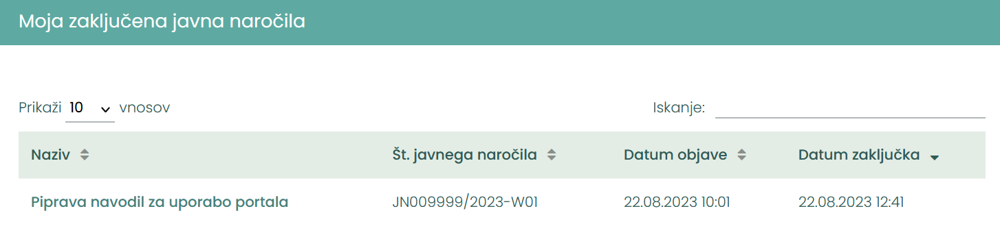 Moja zaključena javna naročila
Prikaži 10 vnosov Iskanje:
Naziv Št. javnega naročila Datum objave Datum zaključka
Piprava navodil za uporabo portala JN009999/2023-W01 22.08.2023 10:01 22.08.2023 12:41